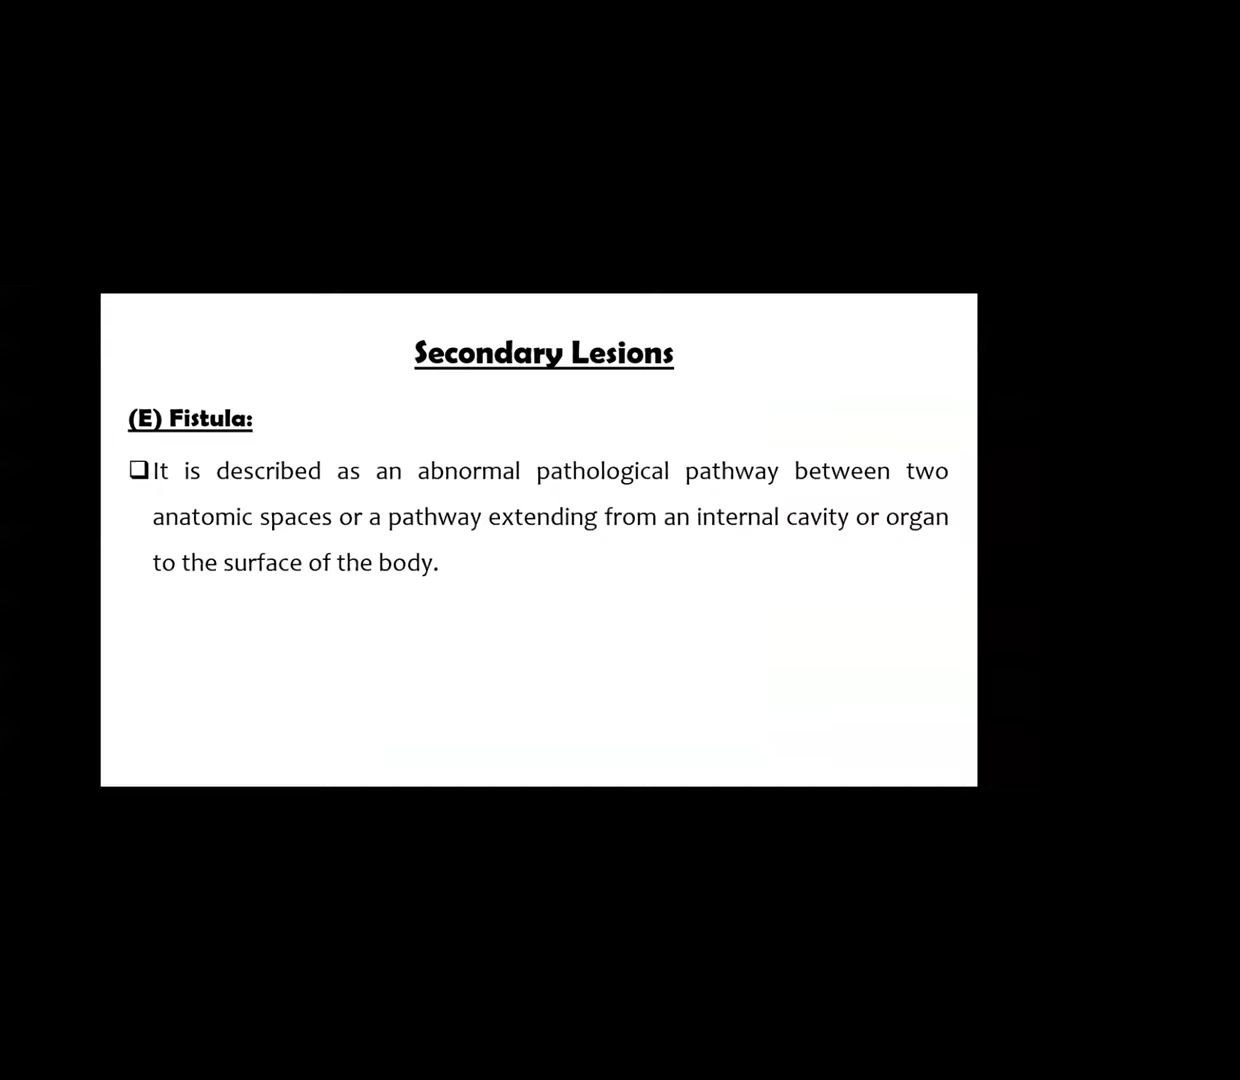 Secondary Lesions
(E) Fistula:
❑It is described as an abnormal pathological pathway between two
anatomic spaces or a pathway extending from an internal cavity or organ
to the surface of the body.